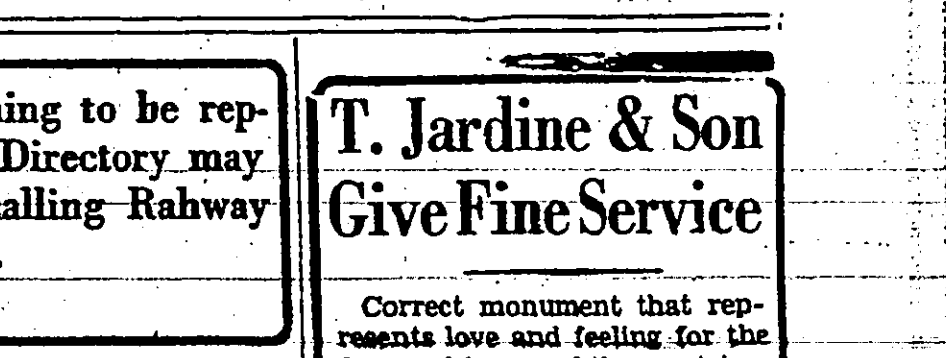 ing to be rep-
Directory may
alling Rahway
T. Jardine & Son
Give Fine Service
Correct monument that rep-
resents love and feeling for the